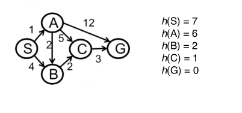 A 12 h(S) = 7
1 5 h(A) = 6
S 2 C G h(B) = 2
4 2 3 h(C) = 1
B h(G) = 0